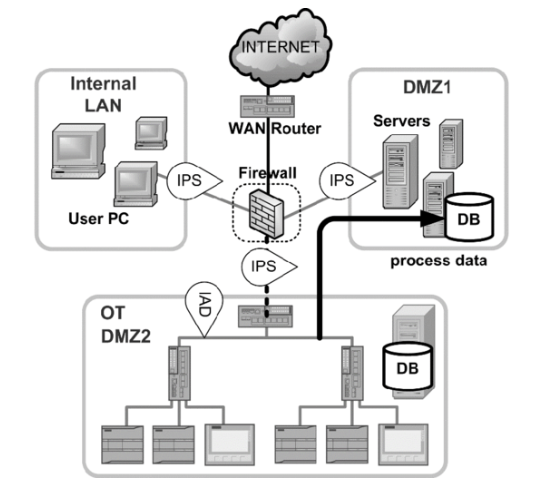 INTERNET
Internal
LAN
DMZ1
WAN Router
Servers
Firewall
IPS
IPS
User PC
DB
process data
IPS
IAD
OT
DMZ2
DB